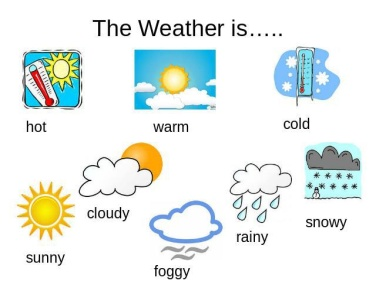 The Weather is…..
hot
warm
cold
sunny
cloudy
foggy
rainy
snowy